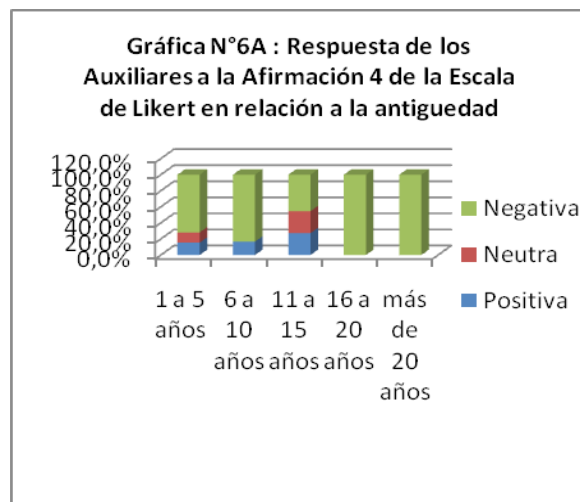 Gráfica N°6A : Respuesta de los
Auxiliares a la Afirmación 4 de la Escala
de Likert en relación a la antiguedad
120,0%
100,0%
80,0%
60,0%
40,0%
20,0%
0,0%
Negativa
Neutra
Positiva
1 a 5 años
6 a 10 años
11 a 15 años
16 a 20 años
más de 20 años